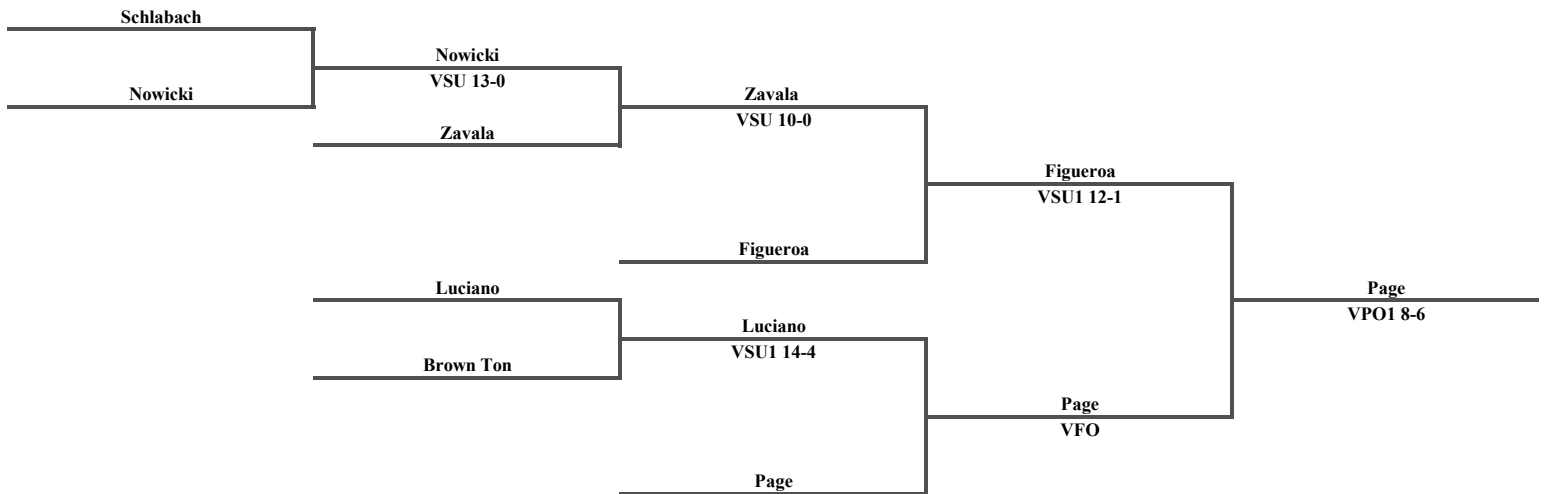 Schlabach
Nowicki
VSU 13-0
Nowicki
Zavala
VSU 10-0
Zavala
Figueroa
VSU1 12-1
Figueroa
Luciano
Page
VPO1 8-6
Luciano
VSU1 14-4
Brown Ton
Page
VFO
Page